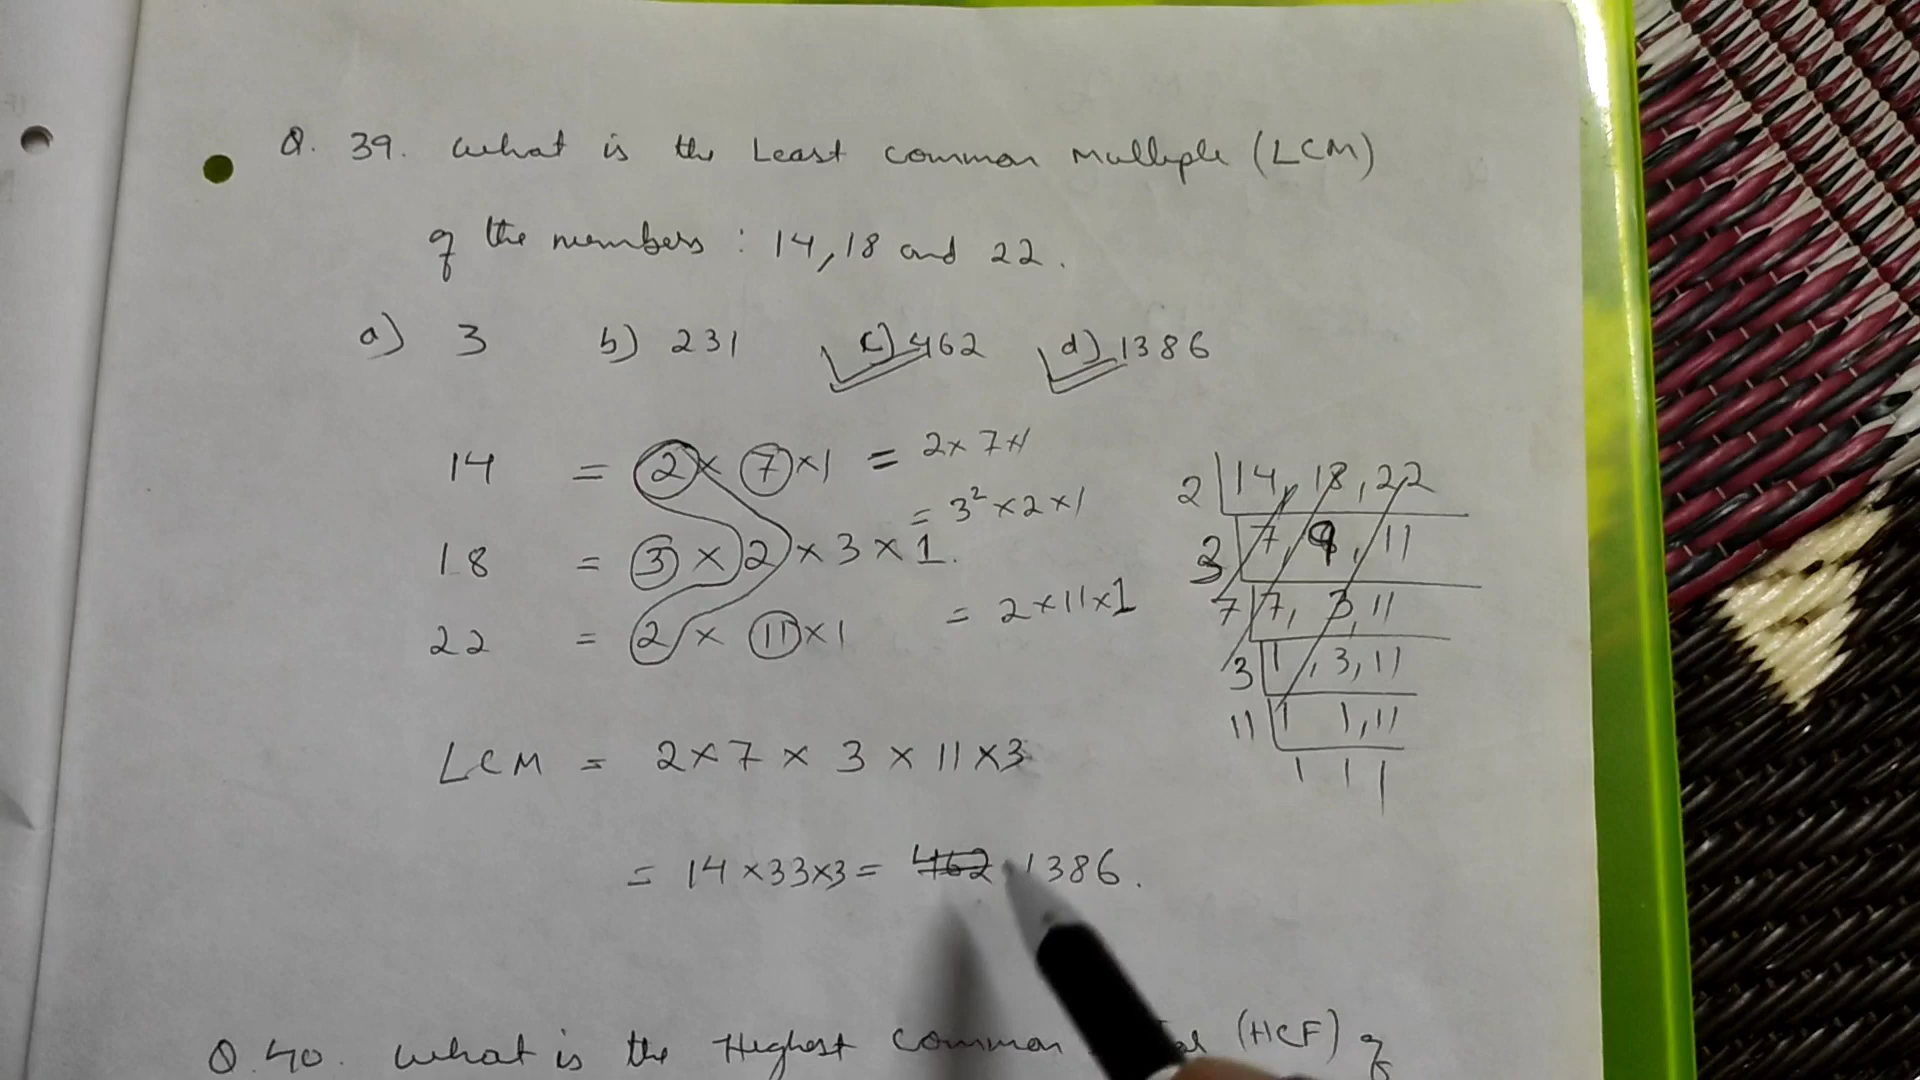 Q. 39. What is the Least common Multiple (LCM)
of the numbers : 14, 18 and 22.
a) 3 b) 231 c) 462 d) 1386
14 = 2 × 7 × 1 = 2 × 7 × 1
18 = 3 × 2 × 3 × 1. = 3² × 2 × 1
22 = 2 × 11 × 1 = 2 × 11 × 1
2 | 14, 18, 22
3 | 7, 9, 11
7 | 7, 3, 11
3 | 1, 3, 11
11 | 1 1, 11
1 1 1
LCM = 2 × 7 × 3 × 11 × 3
= 14 × 33 × 3 = 462 1386.
Q. 40. What is the Highest Common (HCF) of